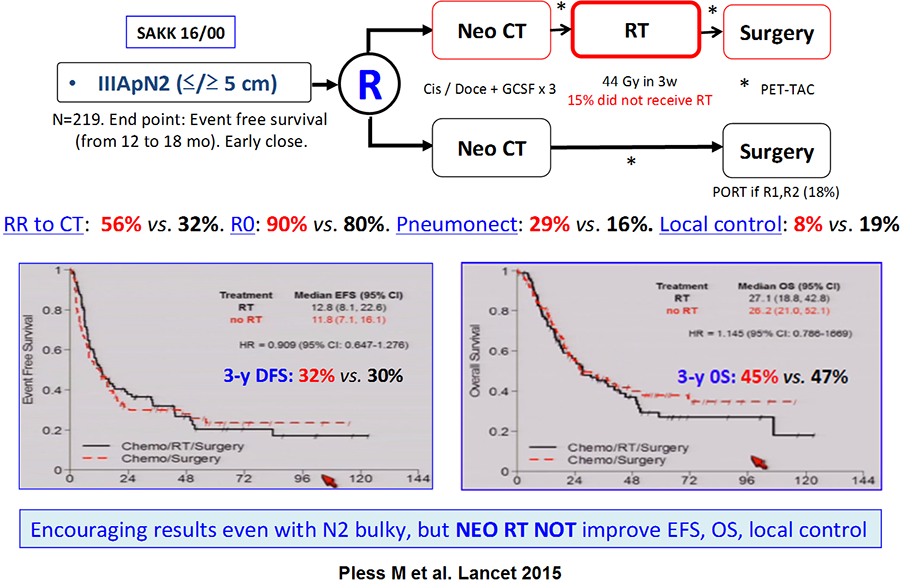 SAKK 16/00
• IIIApN2 (≤/≥ 5 cm)
N=219. End point: Event free survival
(from 12 to 18 mo). Early close.
R
Neo CT
*
RT
*
Surgery
Cis / Doce + GCSF x 3
44 Gy in 3w
15% did not receive RT
* PET-TAC
Neo CT
*
Surgery
PORT if R1,R2 (18%)
RR to CT: 56% vs. 32%. R0: 90% vs. 80%. Pneumonect: 29% vs. 16%. Local control: 8% vs. 19%
Event Free Survival
1
0.8
0.6
0.4
0.2
0
Treatment Median EFS (95% CI)
RT 12.8 (8.1, 22.6)
no RT 11.8 (7.1, 16.1)
HR = 0.909 (95% CI: 0.647-1.276)
3-y DFS: 32% vs. 30%
Chemo/RT/Surgery
Chemo/Surgery
0 24 48 72 96 120 144
Overall Survival
1
0.8
0.6
0.4
0.2
0
Treatment Median OS (95% CI)
RT 27.1 (18.8, 42.8)
no RT 26.2 (21.0, 52.1)
HR = 1.145 (95% CI: 0.786-1669)
3-y 0S: 45% vs. 47%
Chemo/RT/Surgery
Chemo/Surgery
0 24 48 72 96 120 144
Encouraging results even with N2 bulky, but NEO RT NOT improve EFS, OS, local control
Pless M et al. Lancet 2015